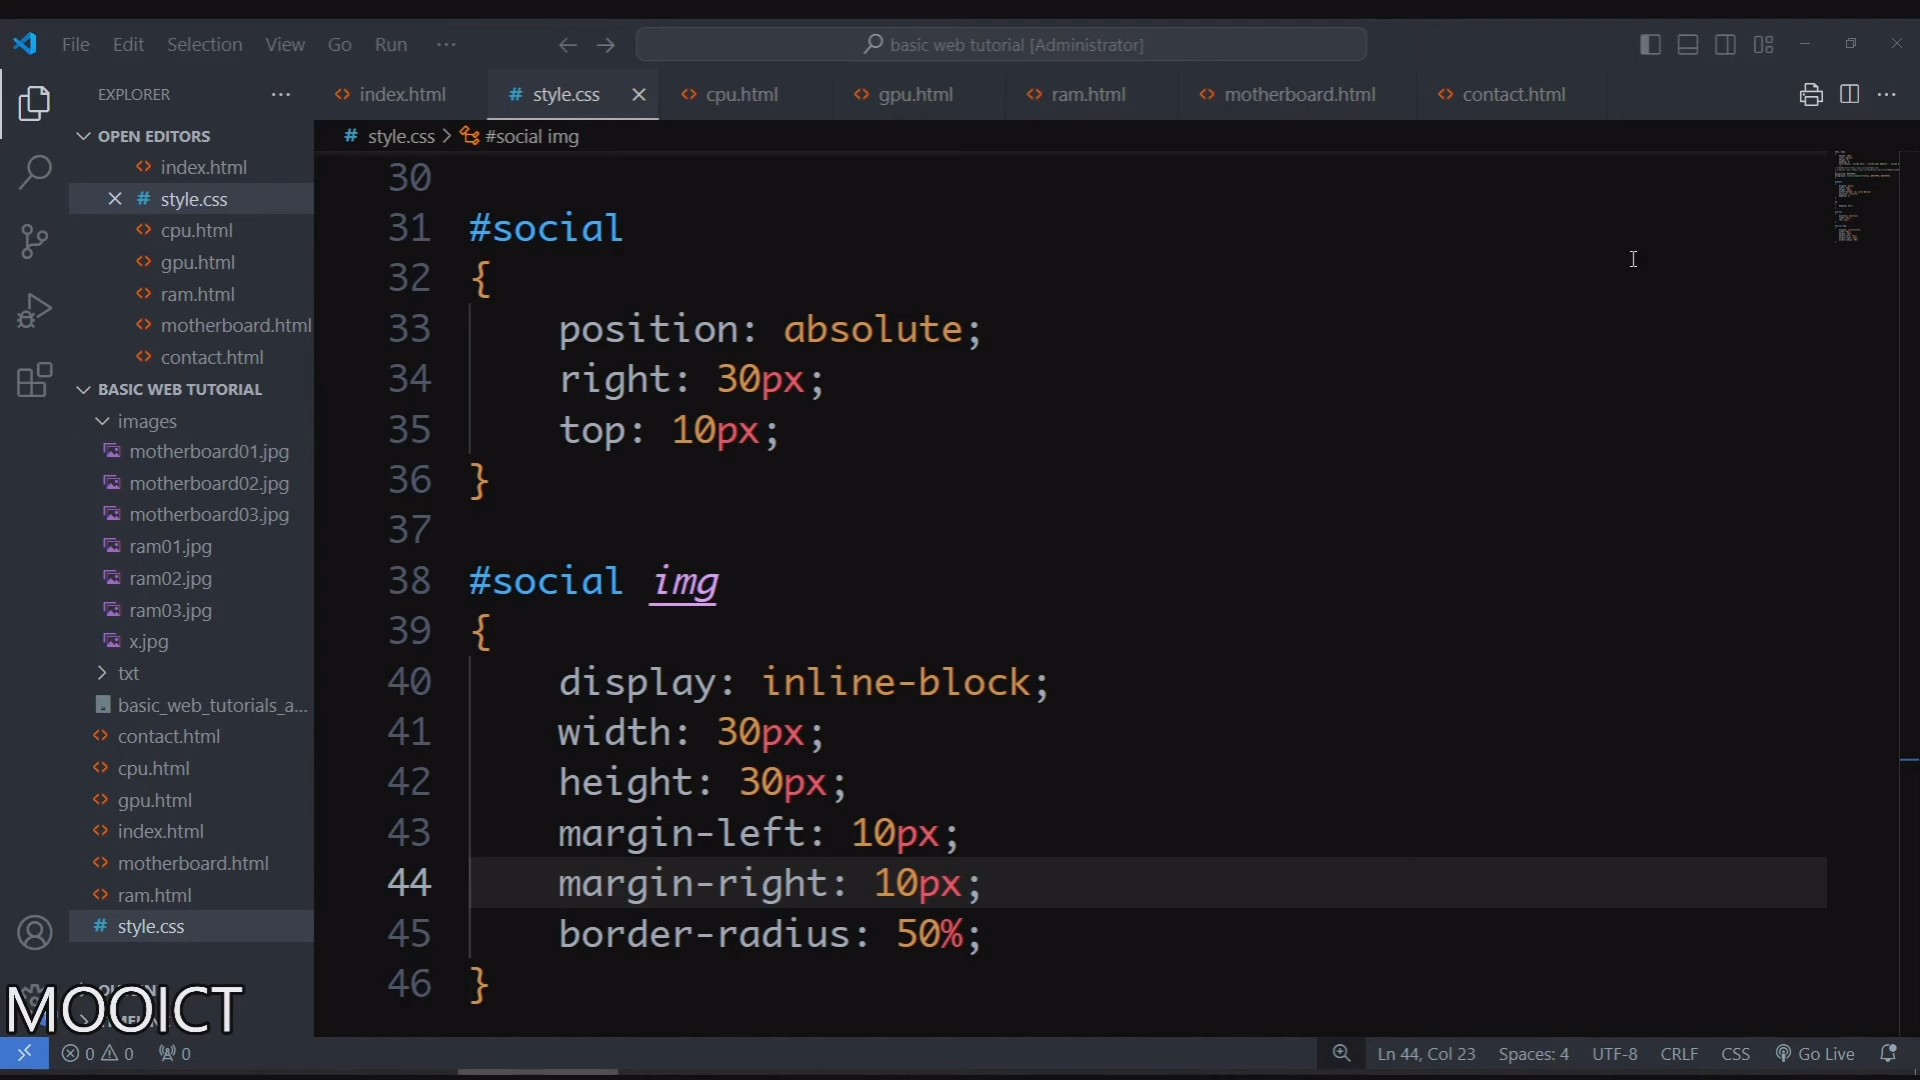 File Edit Selection View Go Run ···
basic web tutorial [Administrator]
EXPLORER ···
index.html
# style.css
cpu.html
gpu.html
ram.html
motherboard.html
contact.html
···
OPEN EDITORS
index.html
# style.css
cpu.html
gpu.html
ram.html
motherboard.html
contact.html
BASIC WEB TUTORIAL
images
motherboard01.jpg
motherboard02.jpg
motherboard03.jpg
ram01.jpg
ram02.jpg
ram03.jpg
x.jpg
txt
basic_web_tutorials_a...
contact.html
cpu.html
gpu.html
index.html
motherboard.html
ram.html
# style.css
MOOICT
# style.css > #social img
30
31 #social
32 {
33 position: absolute;
34 right: 30px;
35 top: 10px;
36 }
37
38 #social img
39 {
40 display: inline-block;
41 width: 30px;
42 height: 30px;
43 margin-left: 10px;
44 margin-right: 10px;
45 border-radius: 50%;
46 }
0 0 0
Ln 44, Col 23 Spaces: 4 UTF-8 CRLF CSS Go Live